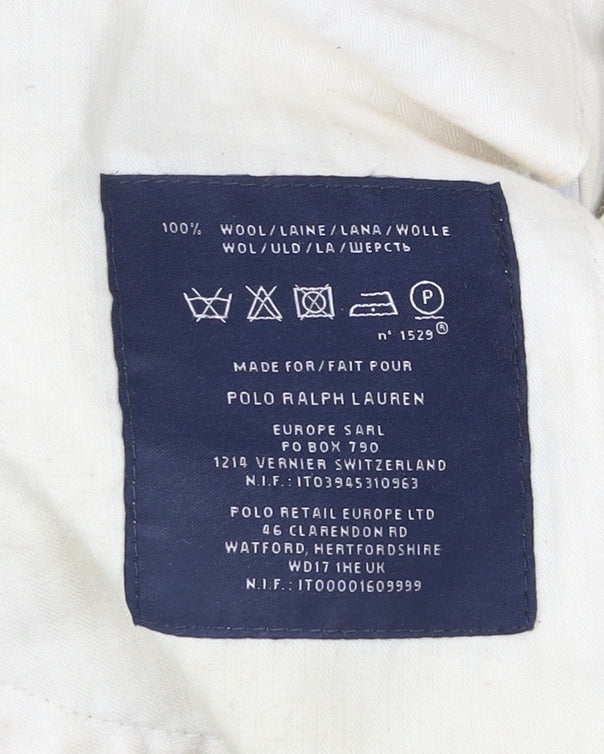 100% WOOL/LAINE/LANA/WOLLE
WOL/ULD/LA/ШЕРСТЬ
P
n° 1529®
MADE FOR/FAIT POUR
POLO RALPH LAUREN
EUROPE SARL
PO BOX 790
1214 VERNIER SWITZERLAND
N.I.F.: IT03945310963
POLO RETAIL EUROPE LTD
46 CLARENDON RD
WATFORD, HERTFORDSHIRE
WD17 1HE UK
N.I.F.: IT00001609999